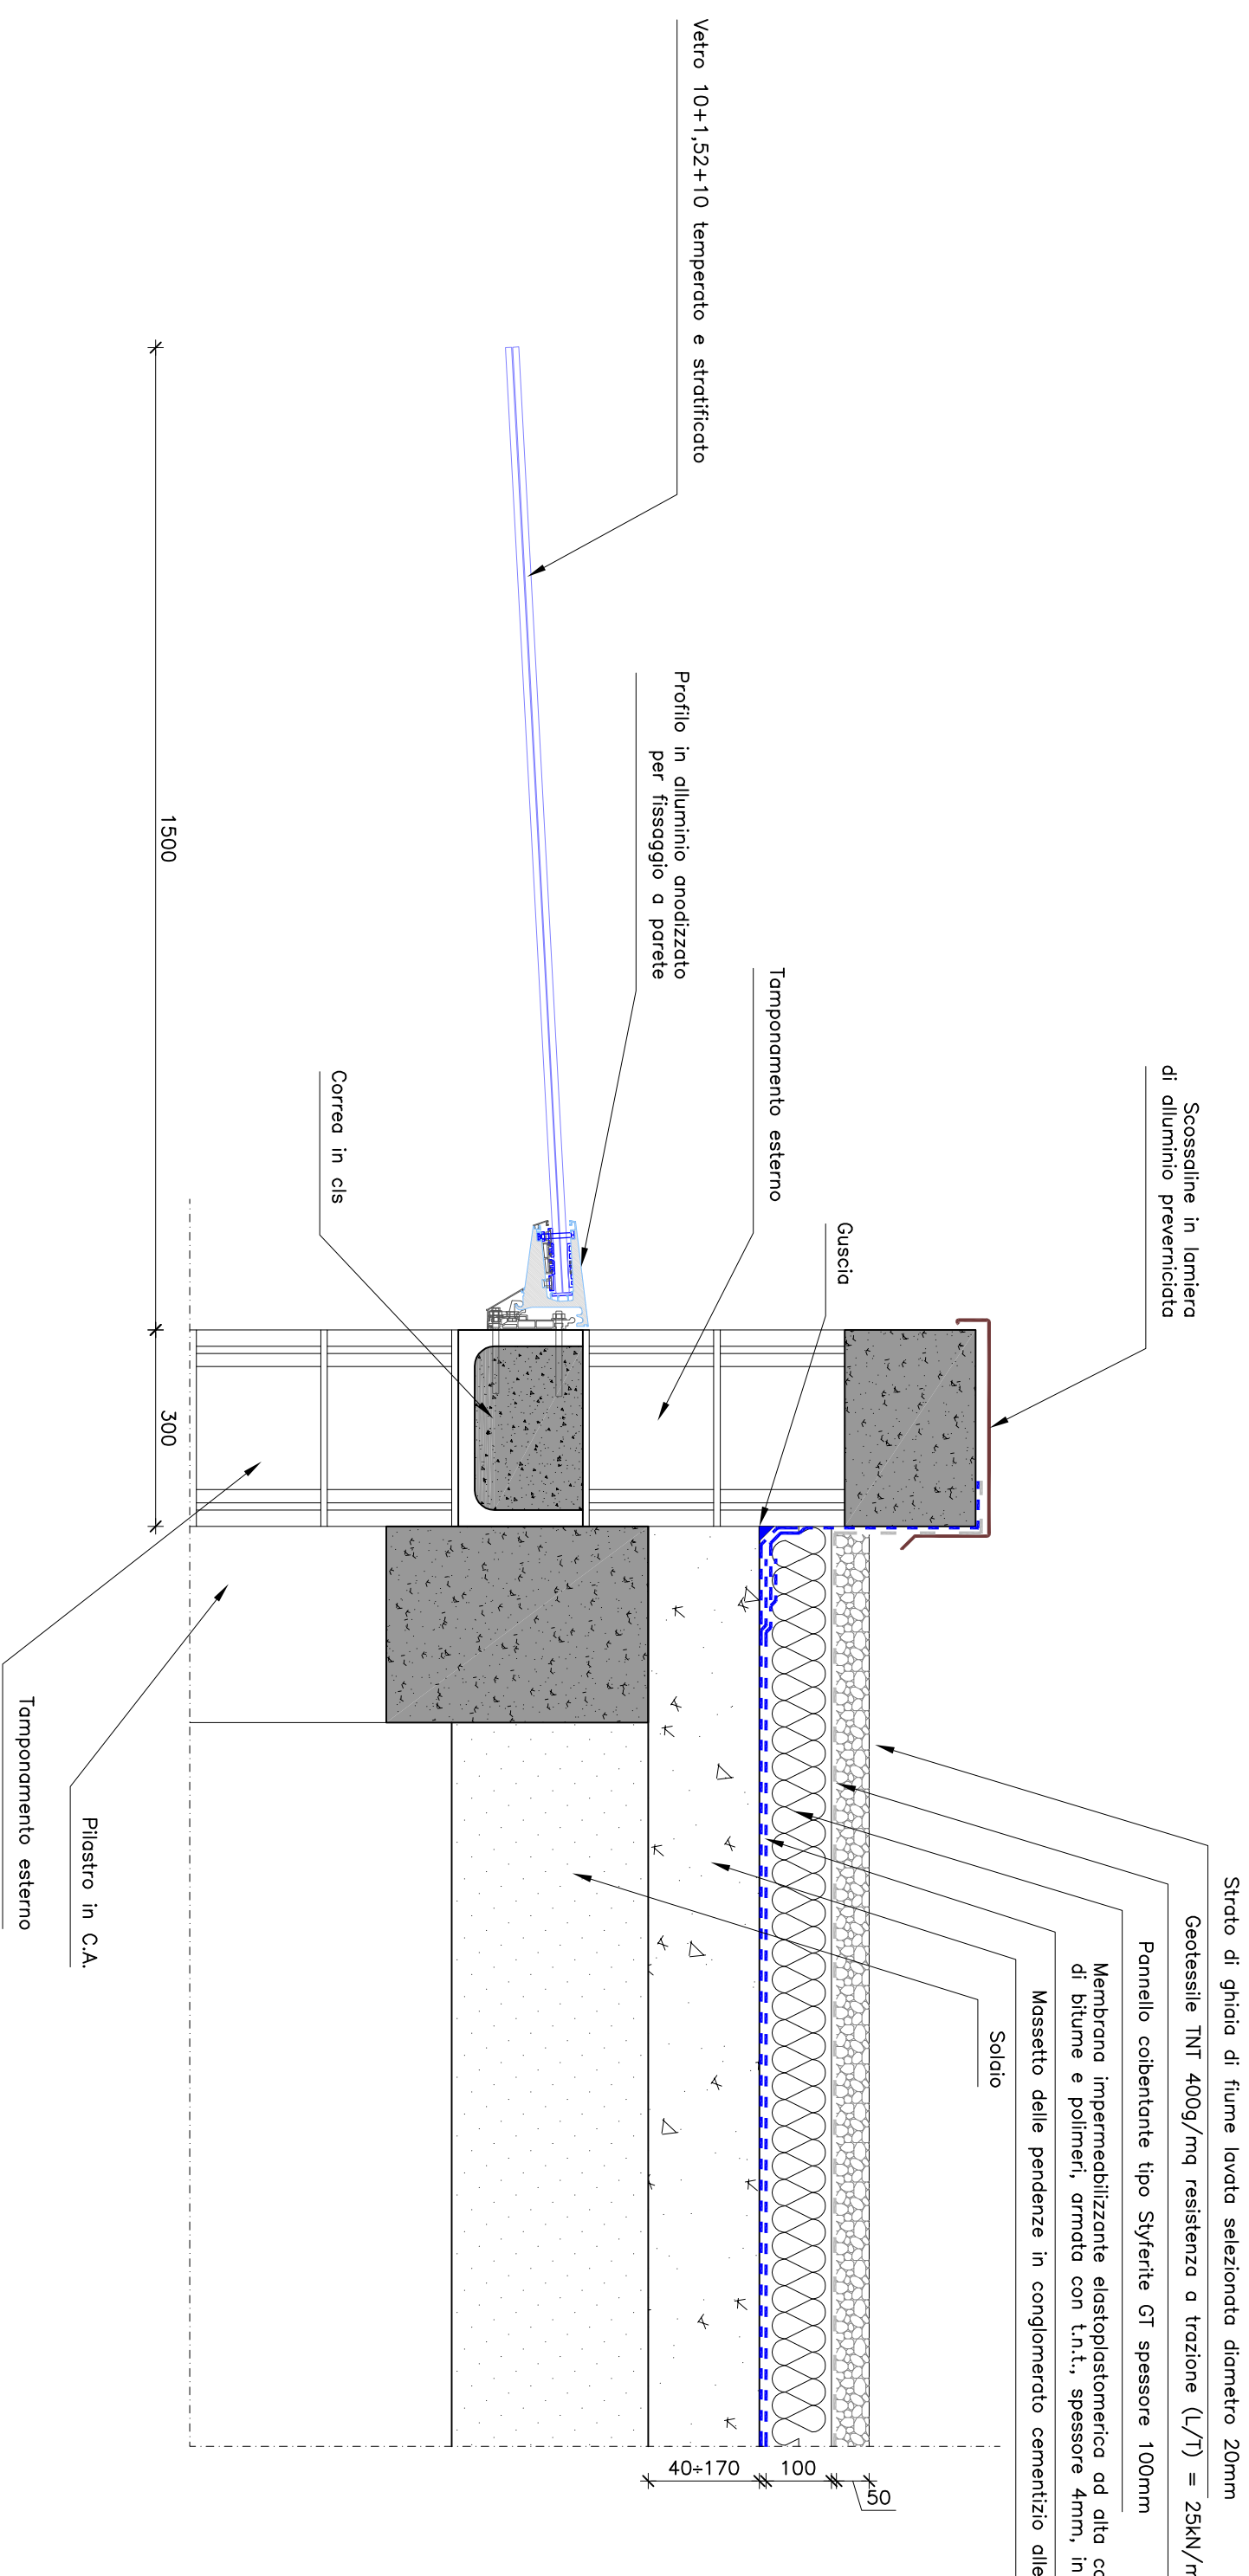 Strato di ghiaia di fiume lavata selezionata diametro 20mm
Geotessile TNT 400g/mq resistenza a trazione (L/T) = 25kN/m
Scossaline in lamiera
di alluminio preverniciata
Pannello coibentante tipo Styferite GT spessore 100mm
Membrana impermeabilizzante elastoplastomerica ad alta
di bitume e polimeri, armata con t.n.t., spessore 4mm, in
Massetto delle pendenze in conglomerato cementizio
Solaio
Guscia
Tamponamento esterno
Vetro 10+1,52+10 temperato e stratificato
Profilo in alluminio anodizzato
per fissaggio a parete
Correa in cls
50
100
40÷170
1500
300
Pilastro in C.A.
Tamponamento esterno